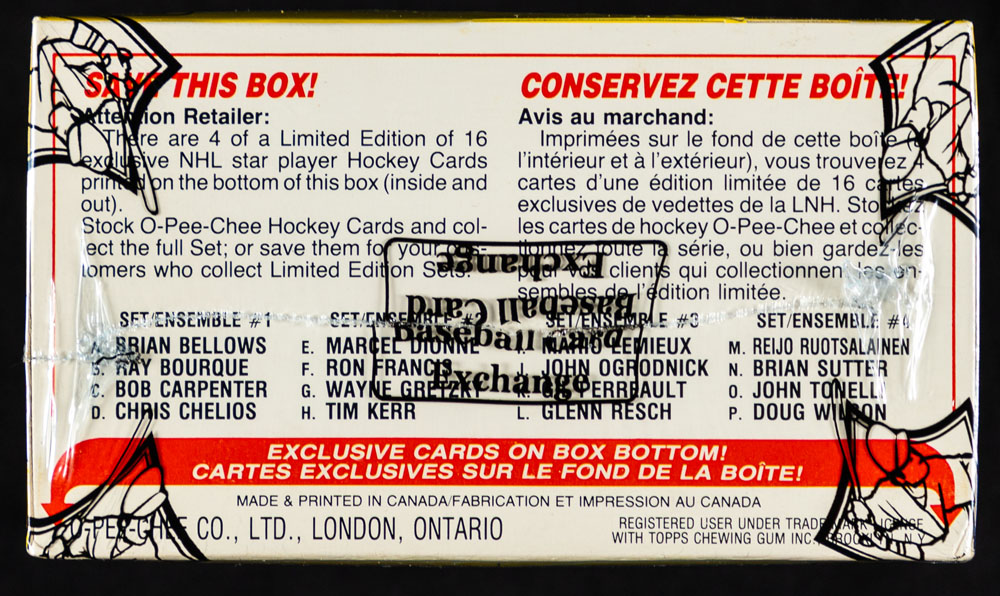 SAVE THIS BOX!
Attention Retailer:
There are 4 of a Limited Edition of 16
exclusive NHL star player Hockey Cards
printed on the bottom of this box (inside and
out).
Stock O-Pee-Chee Hockey Cards and col-
lect the full Set; or save them for your cus-
tomers who collect Limited Edition Sets.
CONSERVEZ CETTE BOÎTE!
Avis au marchand:
Imprimées sur le fond de cette boîte (à
l'intérieur et à l'extérieur), vous trouverez 4
cartes d'une édition limitée de 16 cartes
exclusives de vedettes de la LNH. Stockez
les cartes de hockey O-Pee-Chee et collec-
tionnez toute la série, ou bien gardez-les
pour vos clients qui collectionnent les en-
sembles de l'édition limitée.
Exchange
Baseball Card
Baseball Card
Exchange
SET/ENSEMBLE #1
A. BRIAN BELLOWS
B. RAY BOURQUE
C. BOB CARPENTER
D. CHRIS CHELIOS
SET/ENSEMBLE #2
E. MARCEL DIONNE
F. RON FRANCIS
G. WAYNE GRETZKY
H. TIM KERR
SET/ENSEMBLE #3
MARIO LEMIEUX
J. JOHN OGRODNICK
K. PERREAULT
L. GLENN RESCH
SET/ENSEMBLE #4
M. REIJO RUOTSALAINEN
N. BRIAN SUTTER
O. JOHN TONELLI
P. DOUG WILSON
EXCLUSIVE CARDS ON BOX BOTTOM!
CARTES EXCLUSIVES SUR LE FOND DE LA BOÎTE!
MADE & PRINTED IN CANADA/FABRICATION ET IMPRESSION AU CANADA
O-PEE-CHEE CO., LTD., LONDON, ONTARIO
REGISTERED USER UNDER TRADE MARK LICENSE
WITH TOPPS CHEWING GUM INC., BROOKLYN, N.Y.